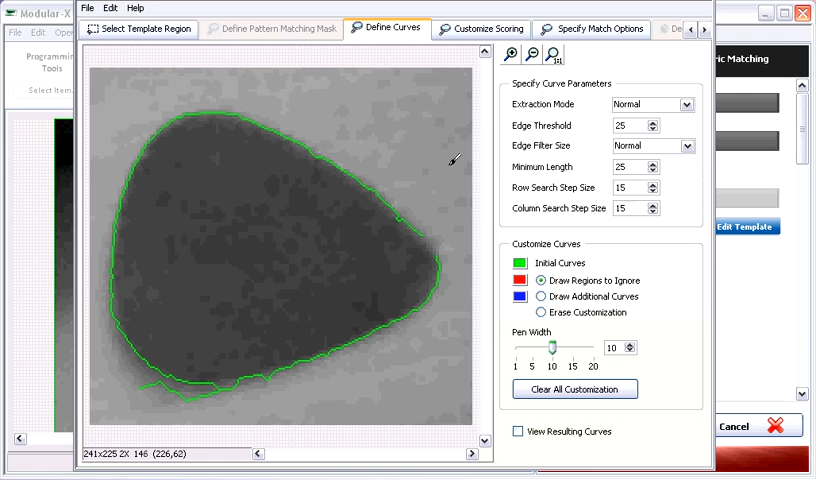 Modular-X
File Edit Help
File Edit
Select Template Region
Define Pattern Matching Mask
Define Curves
Customize Scoring
Specify Match Options
Programming
Tools
Select Item
ric Matching
Specify Curve Parameters
Extraction Mode Normal
Edge Threshold 25
Edge Filter Size Normal
Minimum Length 25
Row Search Step Size 15
Column Search Step Size 15
Edit Template
Customize Curves
Initial Curves
Draw Regions to Ignore
Draw Additional Curves
Erase Customization
Pen Width
10
1 5 10 15 20
Clear All Customization
View Resulting Curves
Cancel
241x225 2X 146 (226,62)